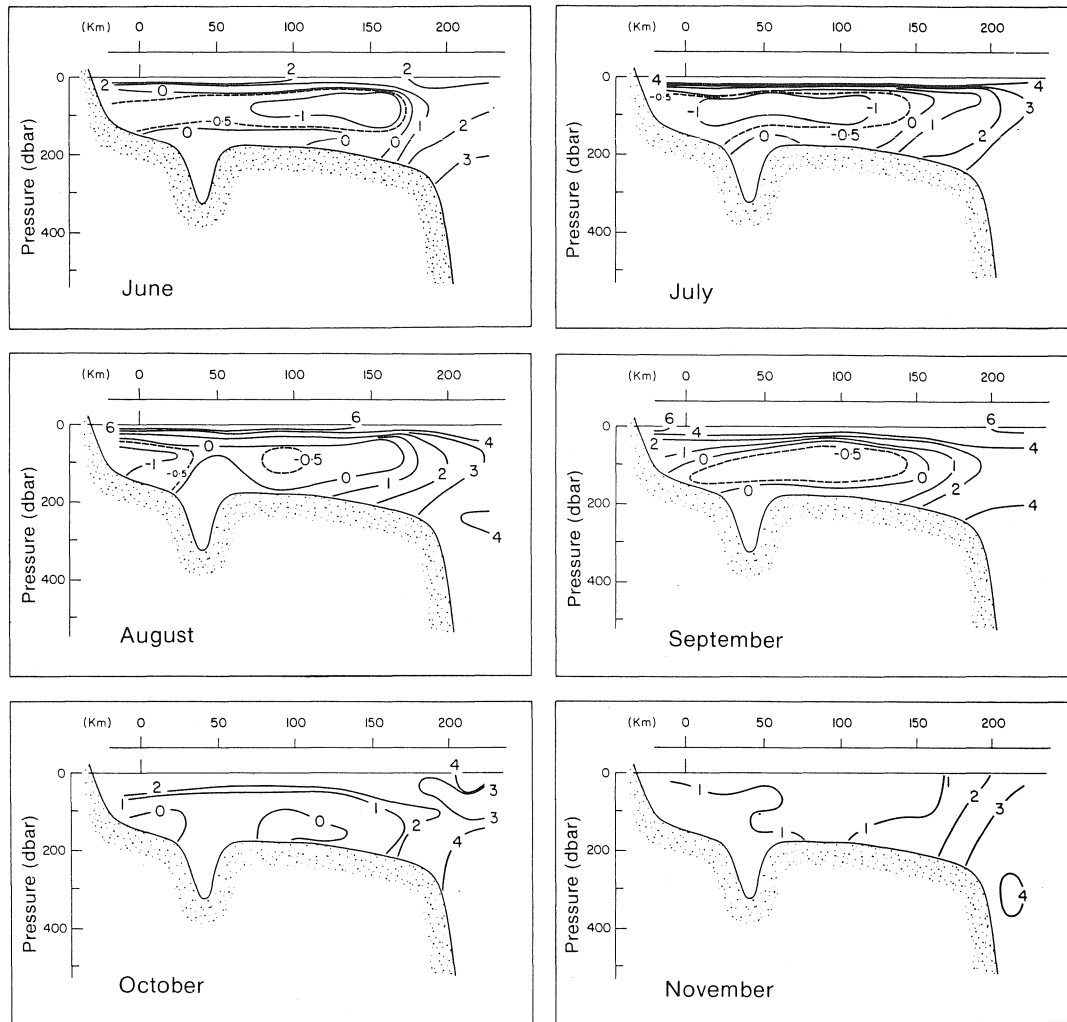 (Km) 0 50 100 150 200
0
200
400
Pressure (dbar)
2 2 2
0
-1
-0.5
0 0 0 1 2 3
June
(Km) 0 50 100 150 200
0
200
400
Pressure (dbar)
4 4
-0.5
-1 -1
-0.5
0 0 1 2 3
July
(Km) 0 50 100 150 200
0
200
400
Pressure (dbar)
6 6
4
0
-1
-0.5 -0.5
0 1 2 3
4
August
(Km) 0 50 100 150 200
0
200
400
Pressure (dbar)
6 6
4 4
2 1 0
-0.5
0 0 1 2
4
September
(Km) 0 50 100 150 200
0
200
400
Pressure (dbar)
4
2 3
1 0 0 1 2 3
4
October
(Km) 0 50 100 150 200
0
200
400
Pressure (dbar)
1 1 2 3
1 1
4
November